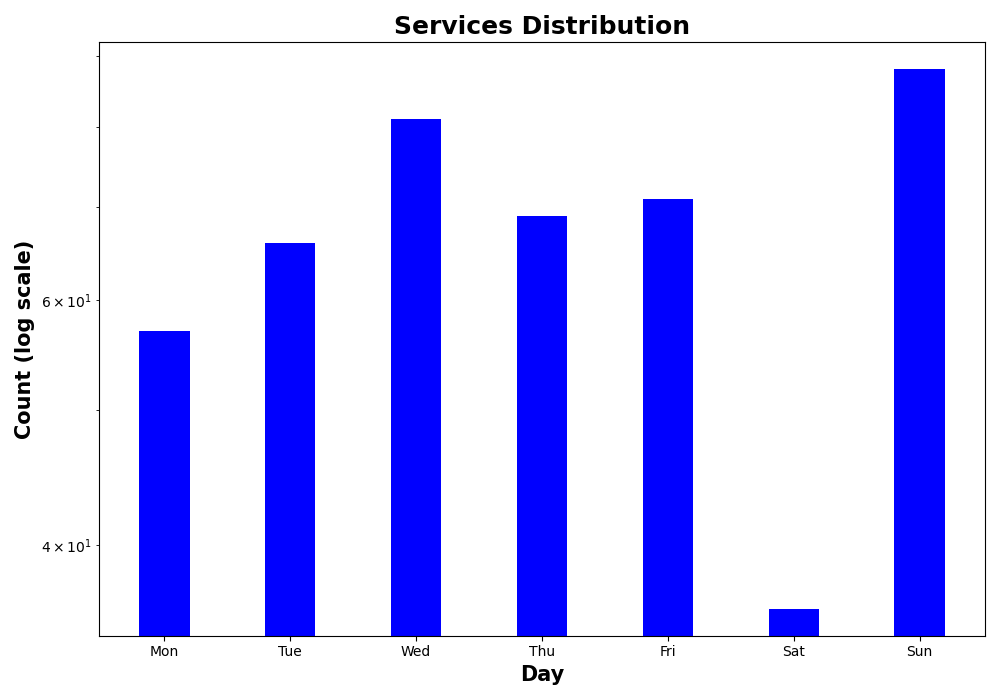 Services Distribution
Count (log scale)
6 × 10¹
4 × 10¹
Mon Tue Wed Thu Fri Sat Sun
Day